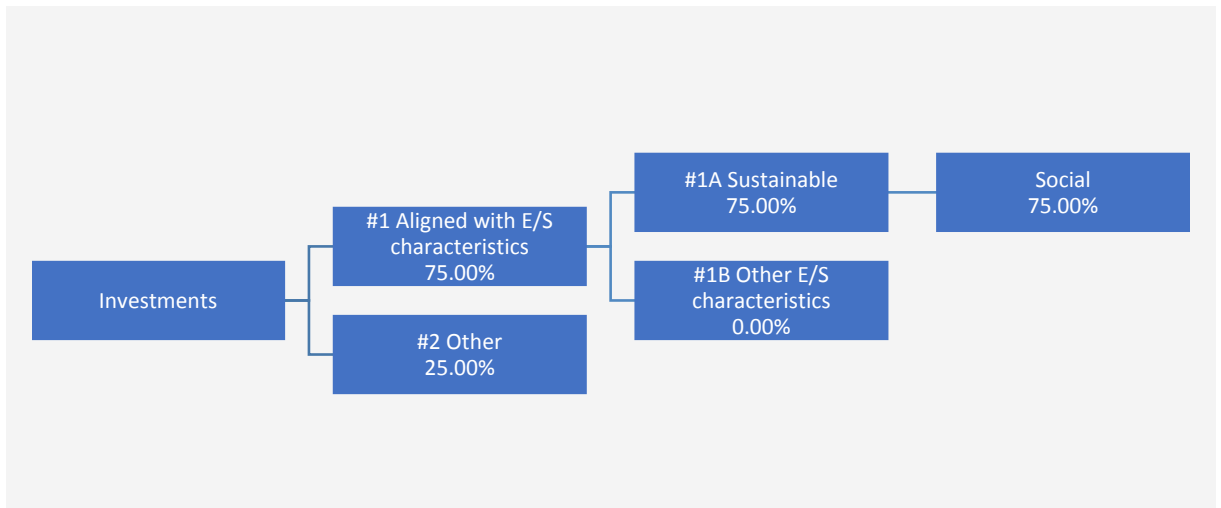 Investments
#1 Aligned with E/S
characteristics
75.00%
#2 Other
25.00%
#1A Sustainable
75.00%
#1B Other E/S
characteristics
0.00%
Social
75.00%